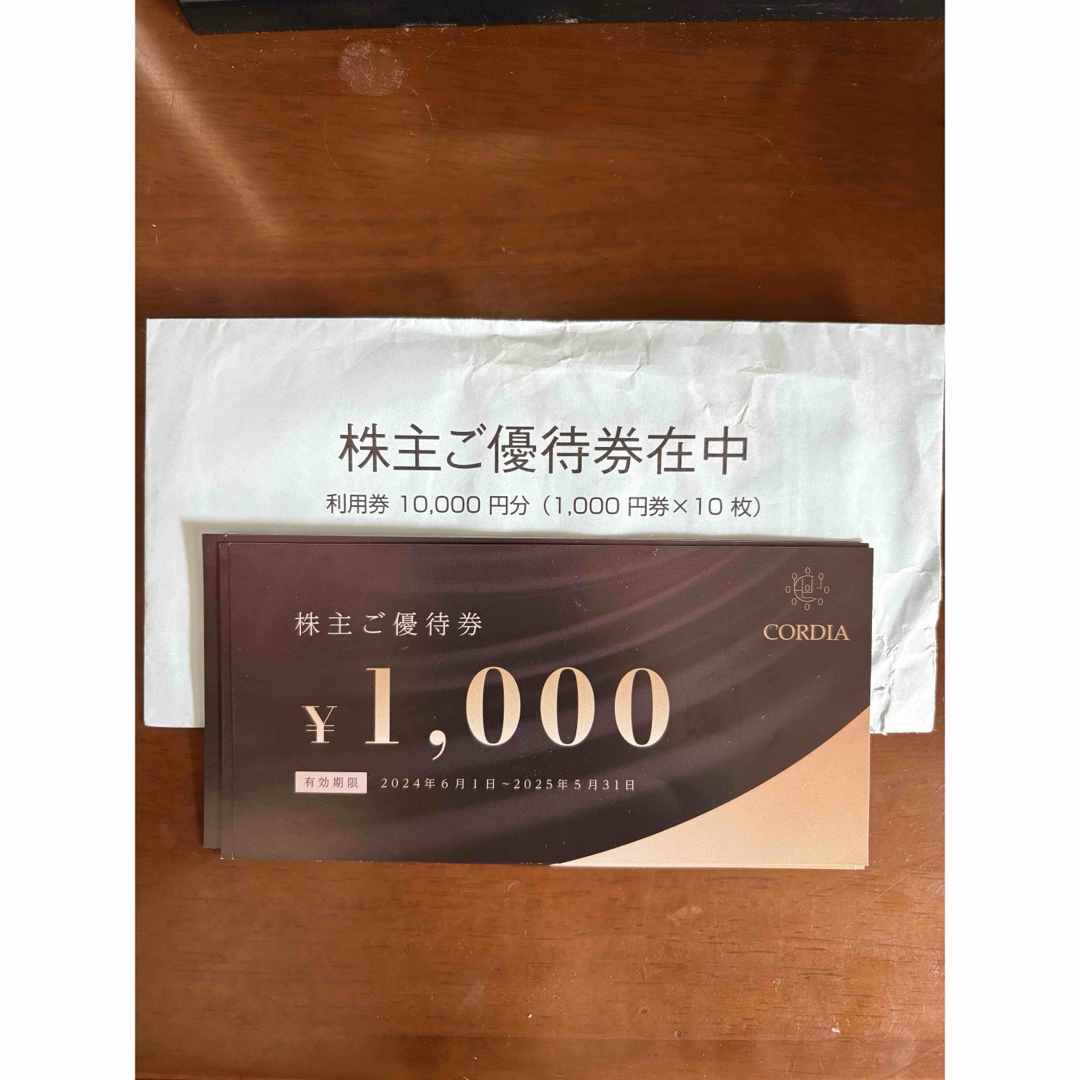 株主ご優待券在中
利用券 10,000 円分（1,000 円券×10 枚）
株主ご優待券
CORDIA
¥1,000
有効期限 2024年6月1日~2025年5月31日